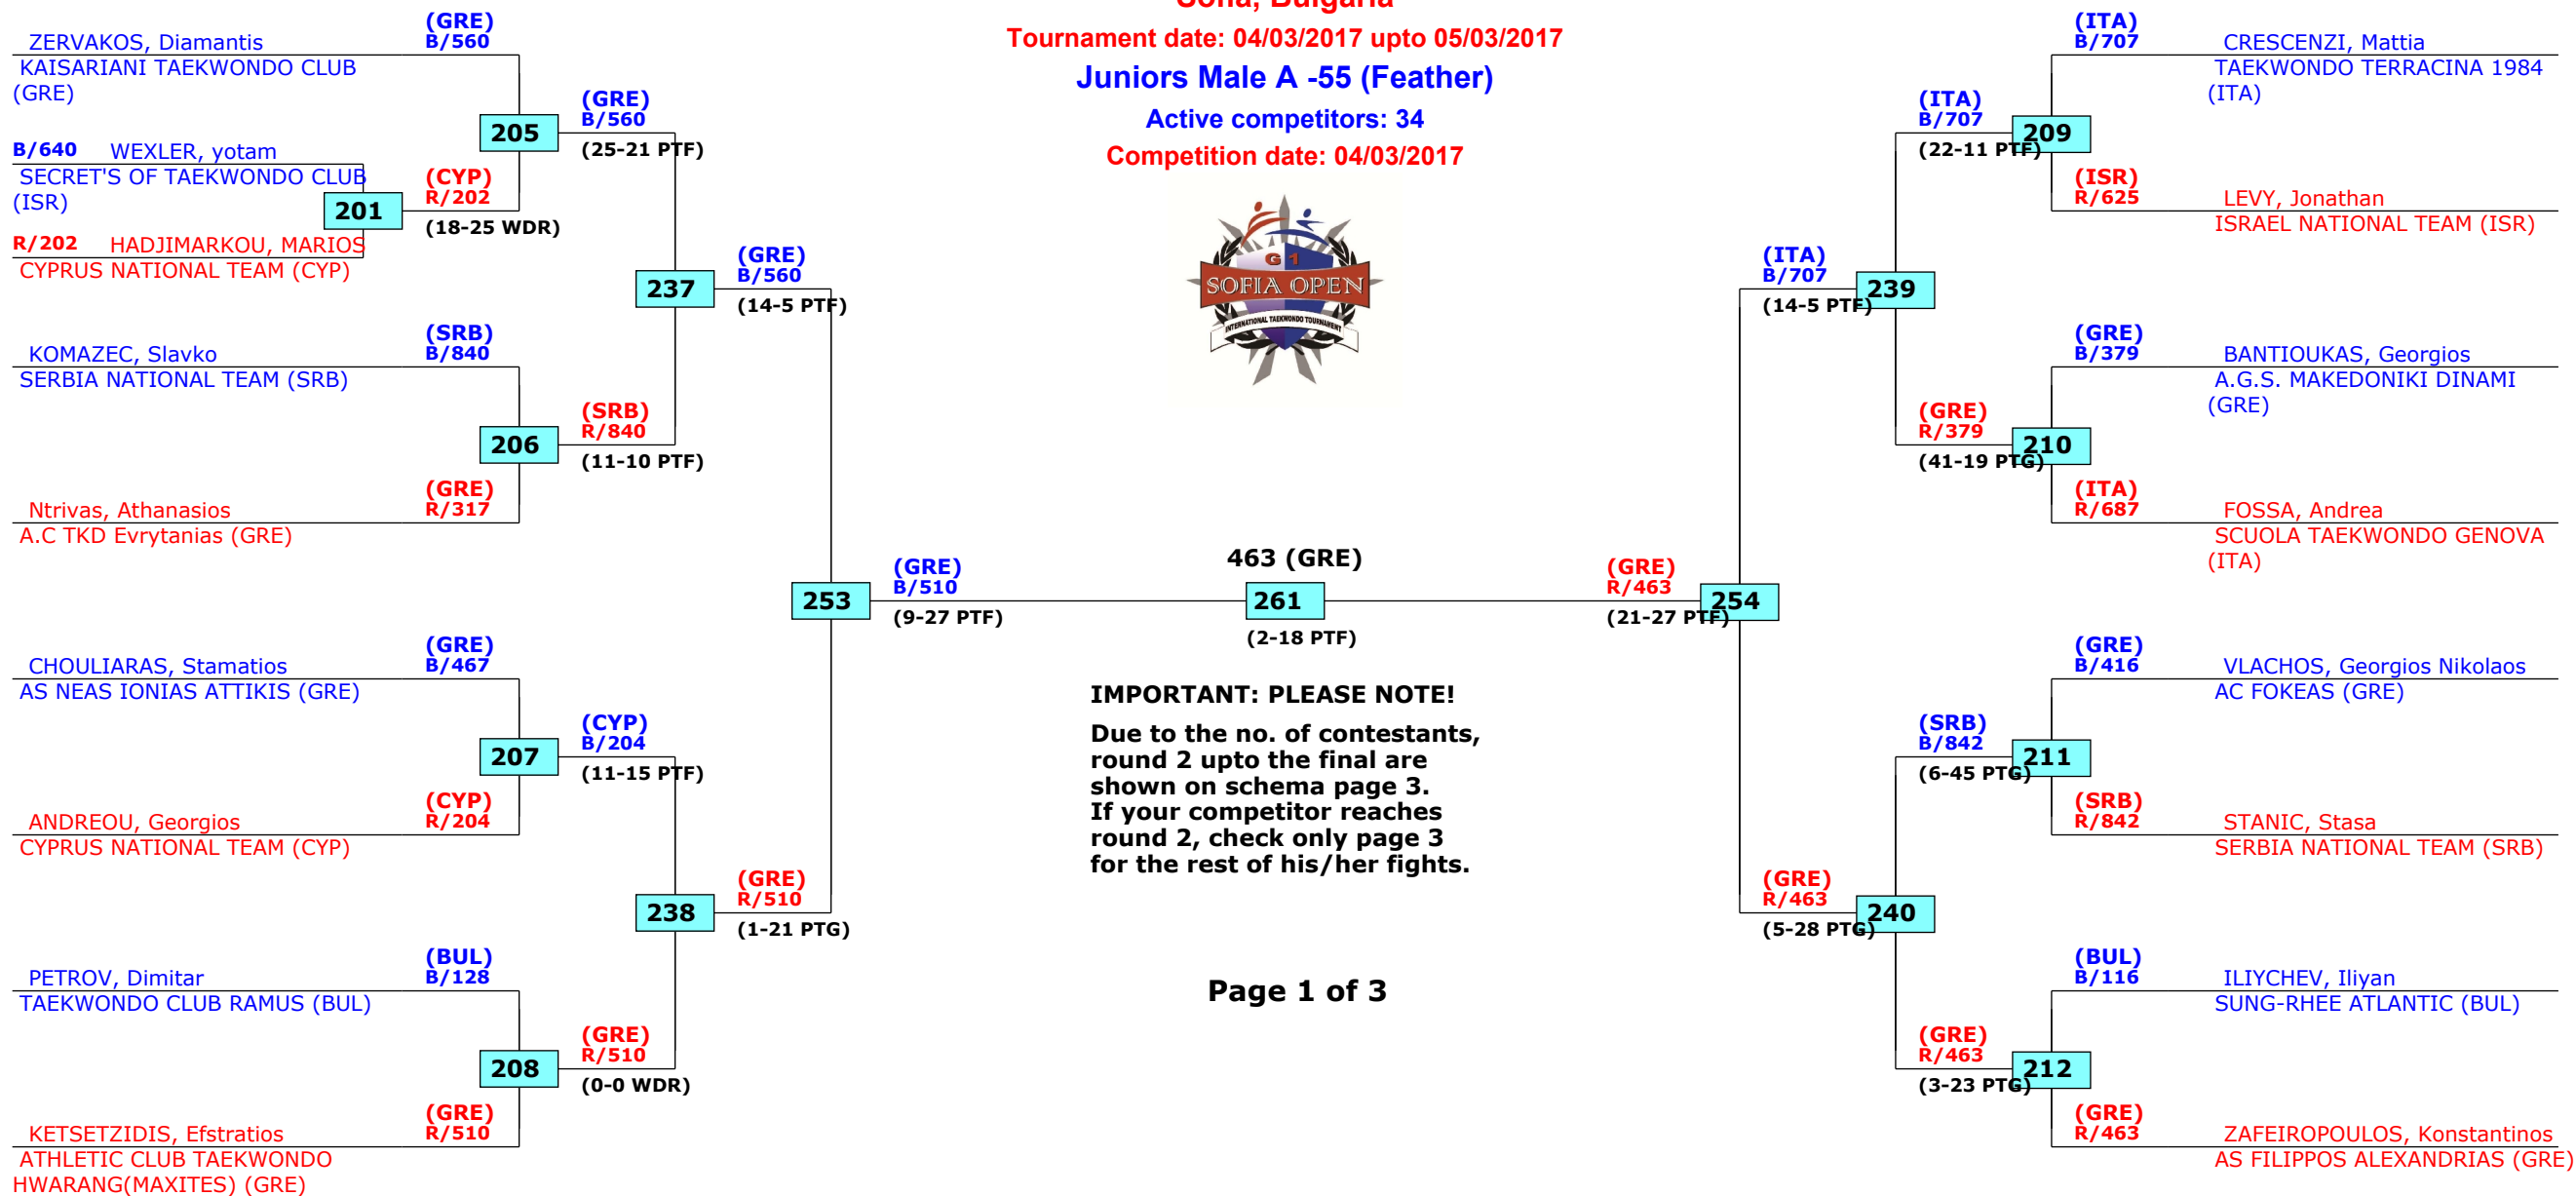 Sofia, Bulgaria
Tournament date: 04/03/2017 upto 05/03/2017
Juniors Male A -55 (Feather)
Active competitors: 34
Competition date: 04/03/2017
G 1
SOFIA OPEN
INTERNATIONAL TAEKWONDO TOURNAMENT
ZERVAKOS, Diamantis
(GRE)
B/560
KAISARIANI TAEKWONDO CLUB
(GRE)
205
(GRE)
B/560
(25-21 PTF)
B/640 WEXLER, yotam
SECRET'S OF TAEKWONDO CLUB
(ISR)
201
(CYP)
R/202
(18-25 WDR)
R/202 HADJIMARKOU, MARIOS
CYPRUS NATIONAL TEAM (CYP)
237
(GRE)
B/560
(14-5 PTF)
KOMAZEC, Slavko
(SRB)
B/840
SERBIA NATIONAL TEAM (SRB)
206
(SRB)
R/840
(11-10 PTF)
Ntrivas, Athanasios
(GRE)
R/317
A.C TKD Evrytanias (GRE)
253
(GRE)
B/510
(9-27 PTF)
CHOULIARAS, Stamatios
(GRE)
B/467
AS NEAS IONIAS ATTIKIS (GRE)
207
(CYP)
B/204
(11-15 PTF)
ANDREOU, Georgios
(CYP)
R/204
CYPRUS NATIONAL TEAM (CYP)
238
(GRE)
R/510
(1-21 PTG)
PETROV, Dimitar
(BUL)
B/128
TAEKWONDO CLUB RAMUS (BUL)
208
(GRE)
R/510
(0-0 WDR)
KETSETZIDIS, Efstratios
(GRE)
R/510
ATHLETIC CLUB TAEKWONDO
HWARANG(MAXITES) (GRE)
463 (GRE)
261
(2-18 PTF)
IMPORTANT: PLEASE NOTE!
Due to the no. of contestants,
round 2 upto the final are
shown on schema page 3.
If your competitor reaches
round 2, check only page 3
for the rest of his/her fights.
Page 1 of 3
(ITA)
B/707
CRESCENZI, Mattia
TAEKWONDO TERRACINA 1984
(ITA)
(ITA)
B/707
209
(22-11 PTF)
(ISR)
R/625
LEVY, Jonathan
ISRAEL NATIONAL TEAM (ISR)
(ITA)
B/707
239
(14-5 PTF)
(GRE)
B/379
BANTIOUKAS, Georgios
A.G.S. MAKEDONIKI DINAMI
(GRE)
(GRE)
R/379
210
(41-19 PTG)
(ITA)
R/687
FOSSA, Andrea
SCUOLA TAEKWONDO GENOVA
(ITA)
(GRE)
R/463
254
(21-27 PTF)
(GRE)
B/416
VLACHOS, Georgios Nikolaos
AC FOKEAS (GRE)
(SRB)
B/842
211
(6-45 PTG)
(SRB)
R/842
STANIC, Stasa
SERBIA NATIONAL TEAM (SRB)
(GRE)
R/463
240
(5-28 PTG)
(BUL)
B/116
ILIYCHEV, Iliyan
SUNG-RHEE ATLANTIC (BUL)
(GRE)
R/463
212
(3-23 PTG)
(GRE)
R/463
ZAFEIROPOULOS, Konstantinos
AS FILIPPOS ALEXANDRIAS (GRE)